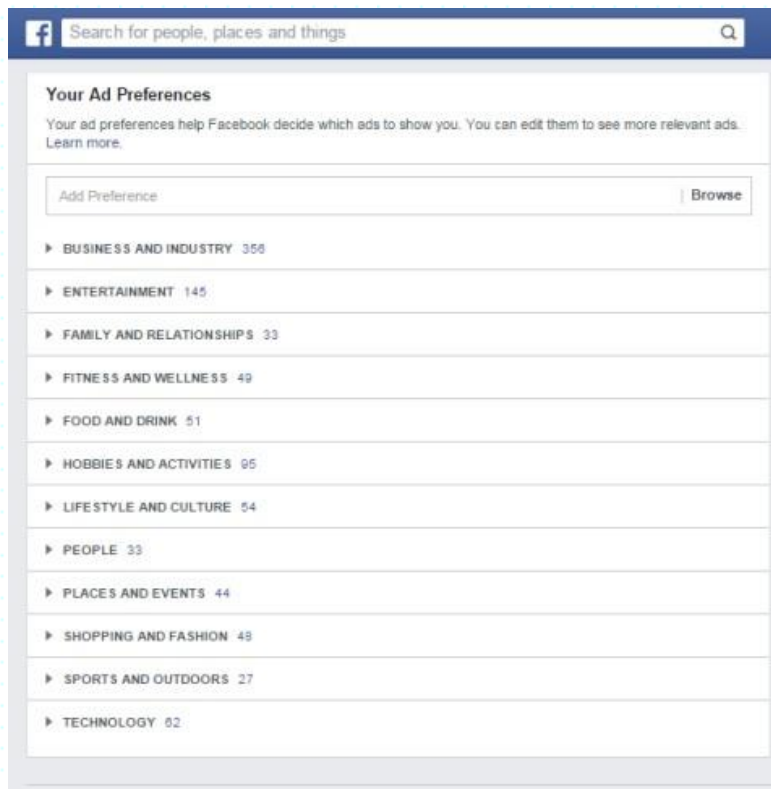 f Search for people, places and things
Your Ad Preferences
Your ad preferences help Facebook decide which ads to show you. You can edit them to see more relevant ads.
Learn more.
Add Preference | Browse
BUSINESS AND INDUSTRY 356
ENTERTAINMENT 145
FAMILY AND RELATIONSHIPS 33
FITNESS AND WELLNESS 49
FOOD AND DRINK 51
HOBBIES AND ACTIVITIES 95
LIFESTYLE AND CULTURE 54
PEOPLE 33
PLACES AND EVENTS 44
SHOPPING AND FASHION 48
SPORTS AND OUTDOORS 27
TECHNOLOGY 62